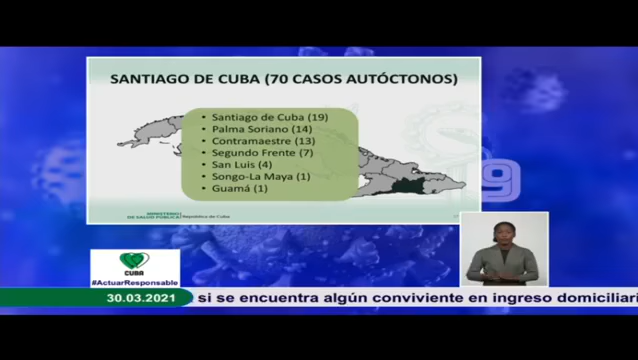 SANTIAGO DE CUBA (70 CASOS AUTÓCTONOS)
• Santiago de Cuba (19)
• Palma Soriano (14)
• Contramaestre (13)
• Segundo Frente (7)
• San Luis (4)
• Songo-La Maya (1)
• Guamá (1)
MINISTERIO
DE SALUD PÚBLICA
República de Cuba
9
CUBA
#ActuarResponsable
30.03.2021
si se encuentra algún conviviente en ingreso domiciliari